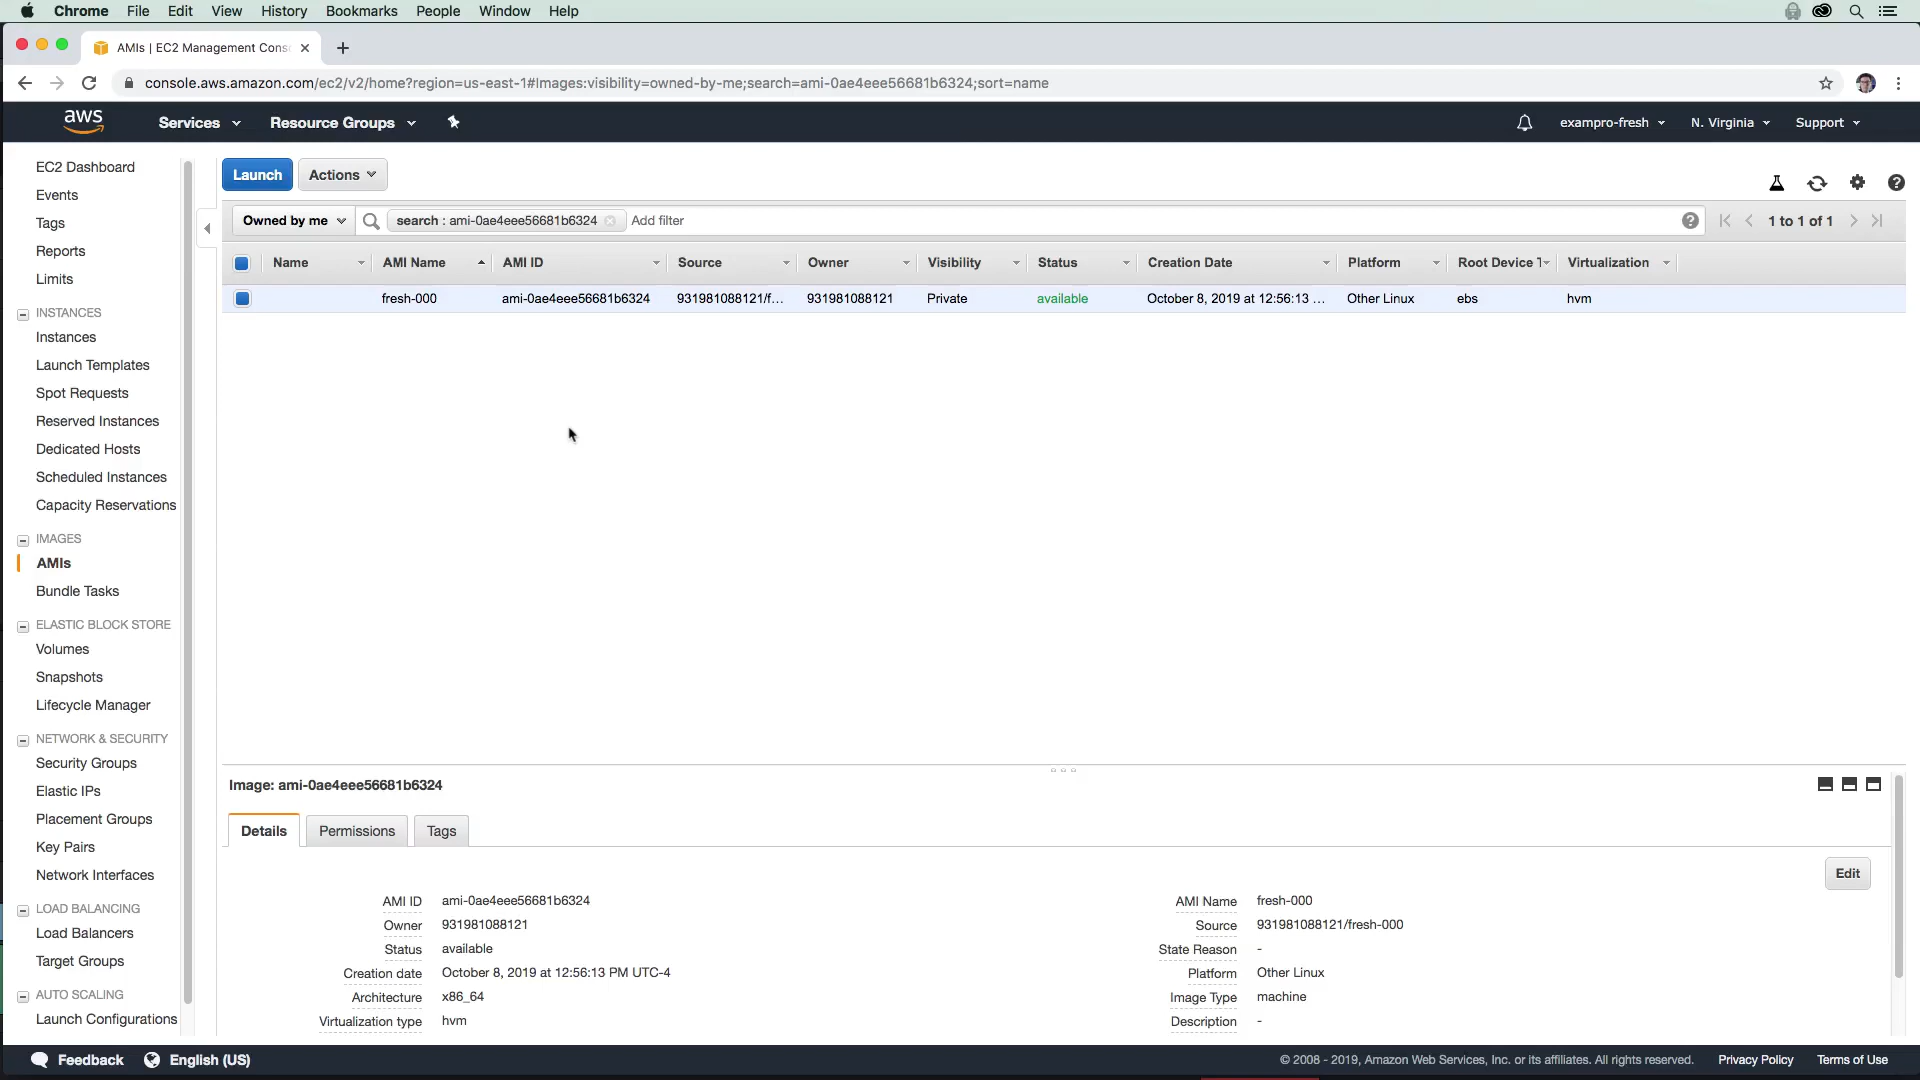 Chrome File Edit View History Bookmarks People Window Help
AMIs | EC2 Management Cons
console.aws.amazon.com/ec2/v2/home?region=us-east-1#Images:visibility=owned-by-me;search=ami-0ae4eee56681b6324;sort=name
aws Services Resource Groups exampro-fresh N. Virginia Support
EC2 Dashboard
Events
Tags
Reports
Limits
INSTANCES
Instances
Launch Templates
Spot Requests
Reserved Instances
Dedicated Hosts
Scheduled Instances
Capacity Reservations
IMAGES
AMIs
Bundle Tasks
ELASTIC BLOCK STORE
Volumes
Snapshots
Lifecycle Manager
NETWORK & SECURITY
Security Groups
Elastic IPs
Placement Groups
Key Pairs
Network Interfaces
LOAD BALANCING
Load Balancers
Target Groups
AUTO SCALING
Launch Configurations
Launch Actions
Owned by me search : ami-0ae4eee56681b6324 Add filter 1 to 1 of 1
Name AMI Name AMI ID Source Owner Visibility Status Creation Date Platform Root Device T Virtualization
fresh-000 ami-0ae4eee56681b6324 931981088121/f... 931981088121 Private available October 8, 2019 at 12:56:13 ... Other Linux ebs hvm
Image: ami-0ae4eee56681b6324
Details Permissions Tags
Edit
AMI ID ami-0ae4eee56681b6324 AMI Name fresh-000
Owner 931981088121 Source 931981088121/fresh-000
Status available State Reason -
Creation date October 8, 2019 at 12:56:13 PM UTC-4 Platform Other Linux
Architecture x86_64 Image Type machine
Virtualization type hvm Description -
Feedback English (US) © 2008 - 2019, Amazon Web Services, Inc. or its affiliates. All rights reserved. Privacy Policy Terms of Use